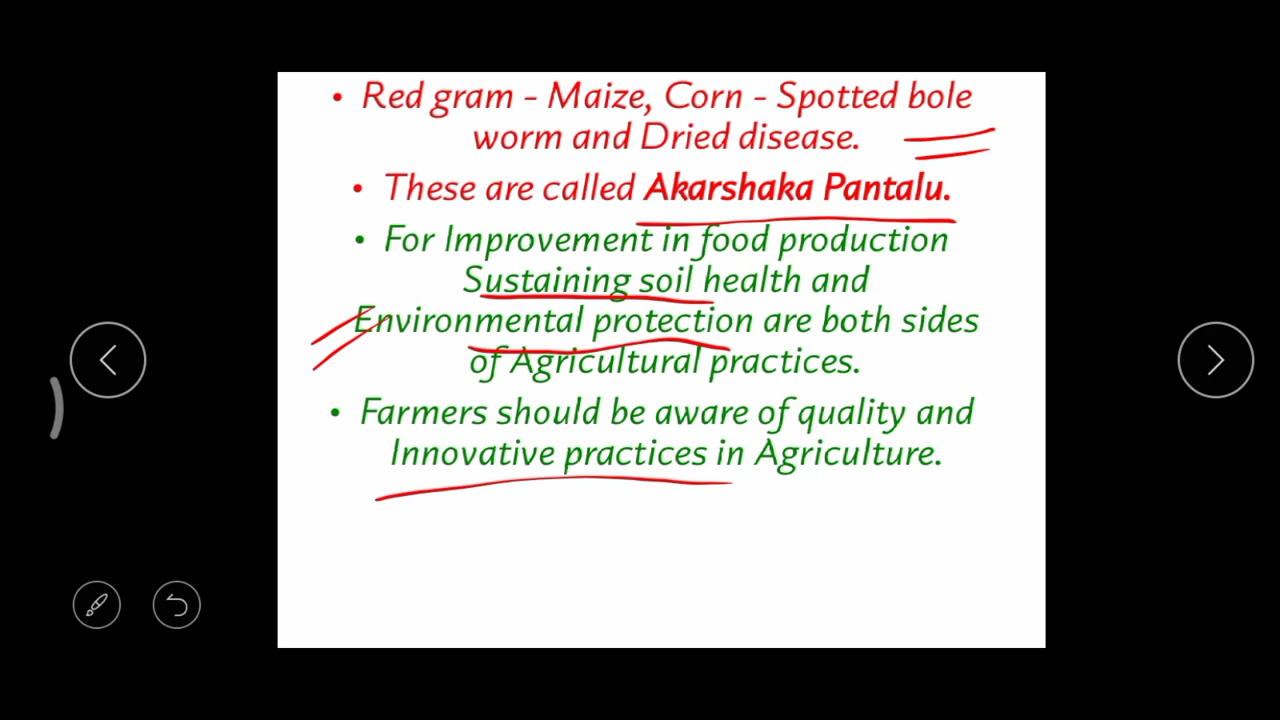 • Red gram - Maize, Corn - Spotted bole
worm and Dried disease.
• These are called Akarshaka Pantalu.
• For Improvement in food production
Sustaining soil health and
Environmental protection are both sides
of Agricultural practices.
• Farmers should be aware of quality and
Innovative practices in Agriculture.